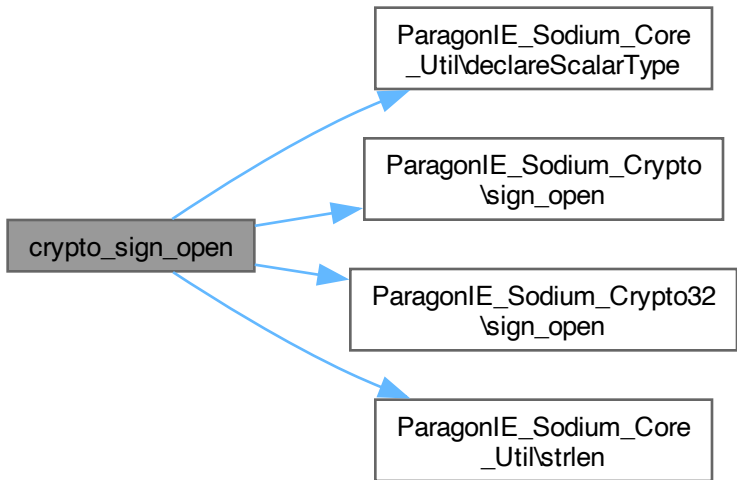 ParagonIE_Sodium_Core
_Util\declareScalarType
ParagonIE_Sodium_Crypto
\sign_open
crypto_sign_open
ParagonIE_Sodium_Crypto32
\sign_open
ParagonIE_Sodium_Core
_Util\strlen